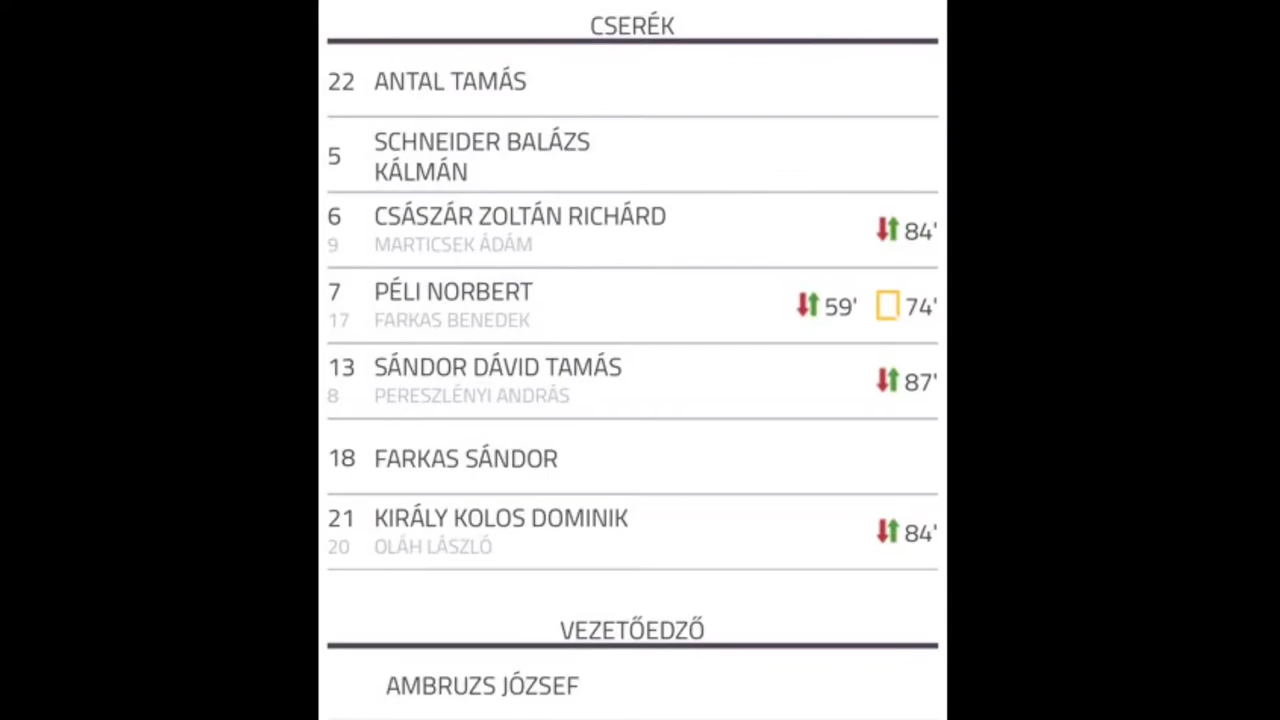 CSERÉK
22 ANTAL TAMÁS
5 SCHNEIDER BALÁZS
KÁLMÁN
6 CSÁSZÁR ZOLTÁN RICHÁRD 84'
9 MARTICSEK ÁDÁM
7 PÉLI NORBERT 59' 74'
17 FARKAS BENEDEK
13 SÁNDOR DÁVID TAMÁS 87'
8 PERESZLÉNYI ANDRÁS
18 FARKAS SÁNDOR
21 KIRÁLY KOLOS DOMINIK 84'
20 OLÁH LÁSZLÓ
VEZETŐEDZŐ
AMBRUZS JÓZSEF